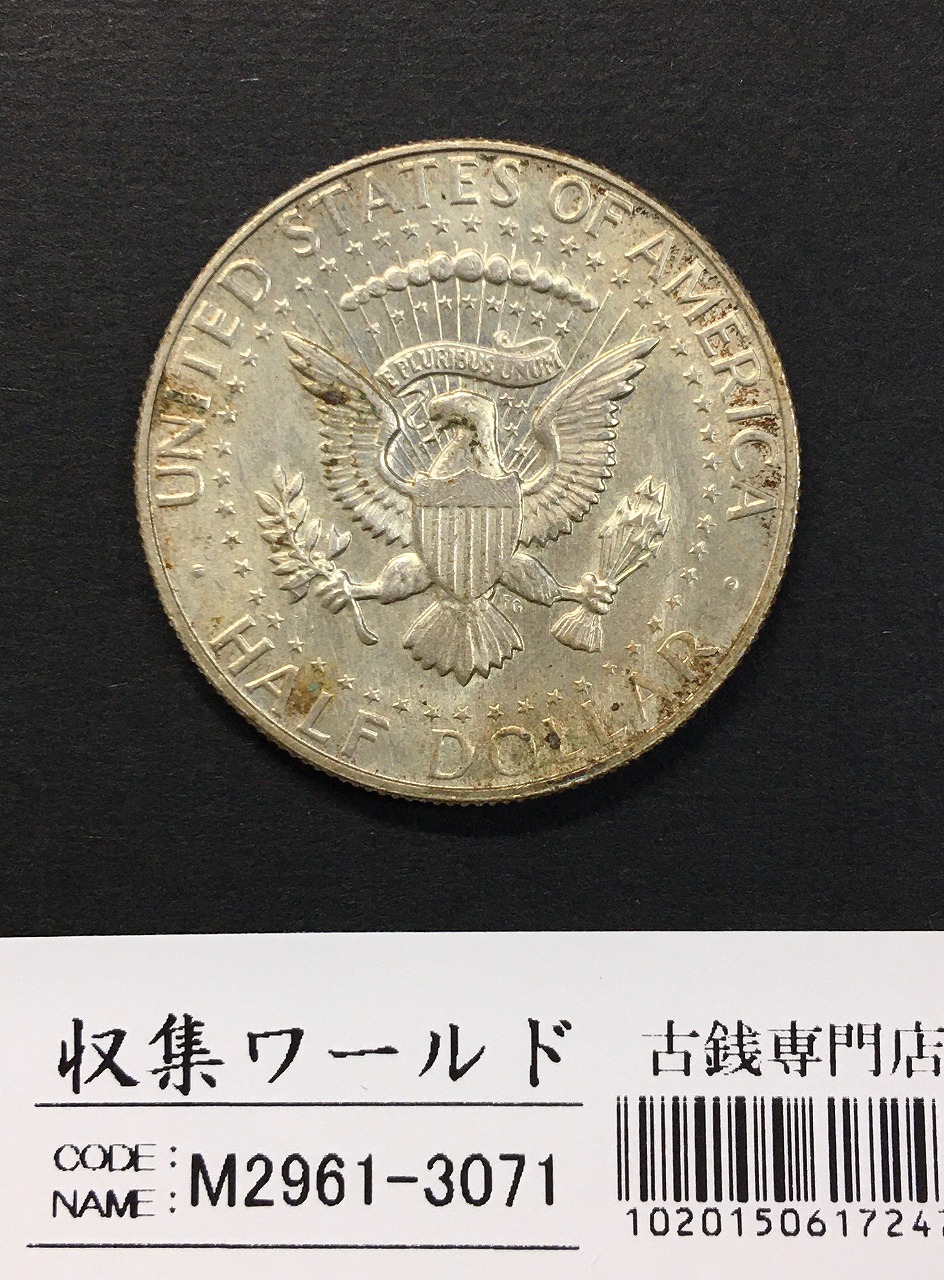 UNITED STATES OF AMERICA
E PLURIBUS UNUM
FG
HALF DOLLAR
収集ワールド
古銭専門店
CODE :
NAME :
M2961-3071
1020150617247